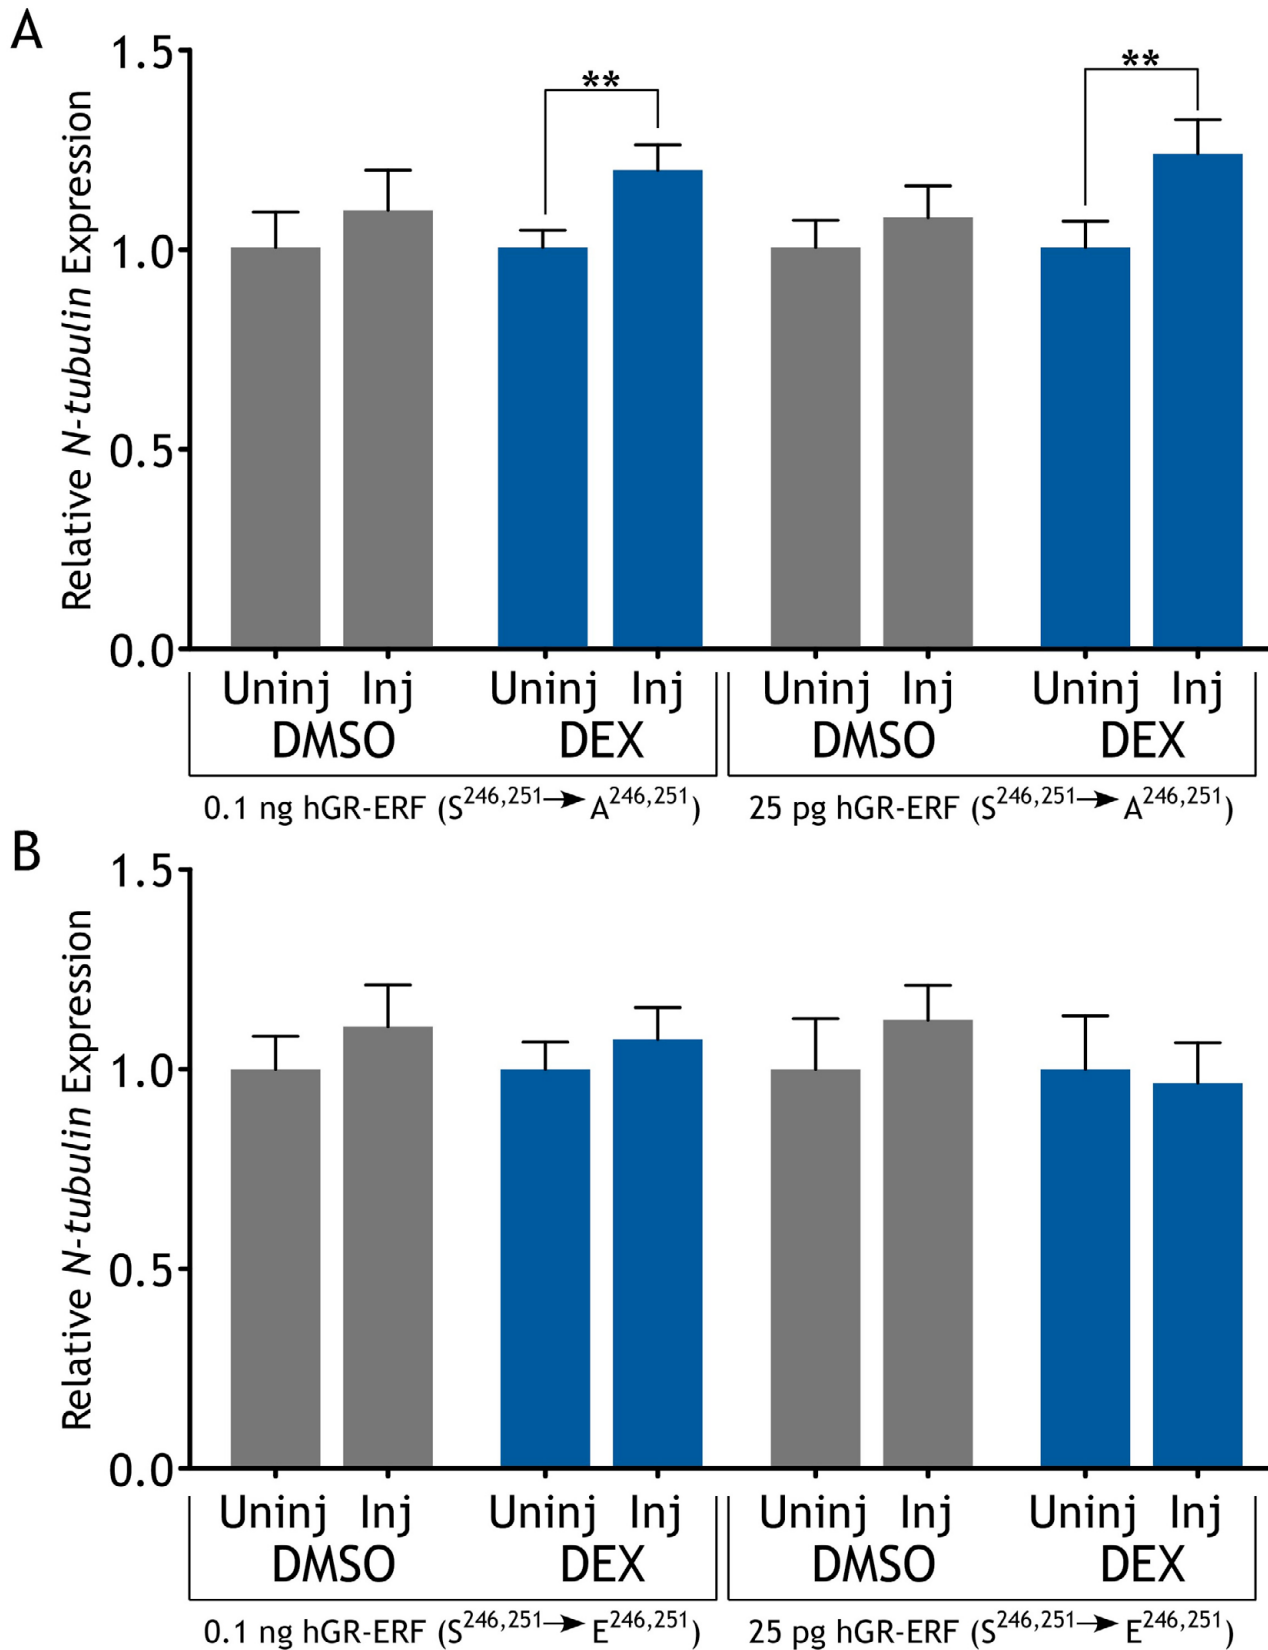 A
Relative N-tubulin Expression
1.5
1.0
0.5
0.0
**
**
Uninj Inj Uninj Inj Uninj Inj Uninj Inj
DMSO DEX DMSO DEX
0.1 ng hGR-ERF (S246,251→ A246,251) 25 pg hGR-ERF (S246,251→ A246,251)
B
Relative N-tubulin Expression
1.5
1.0
0.5
0.0
Uninj Inj Uninj Inj Uninj Inj Uninj Inj
DMSO DEX DMSO DEX
0.1 ng hGR-ERF (S246,251→ E246,251) 25 pg hGR-ERF (S246,251→ E246,251)